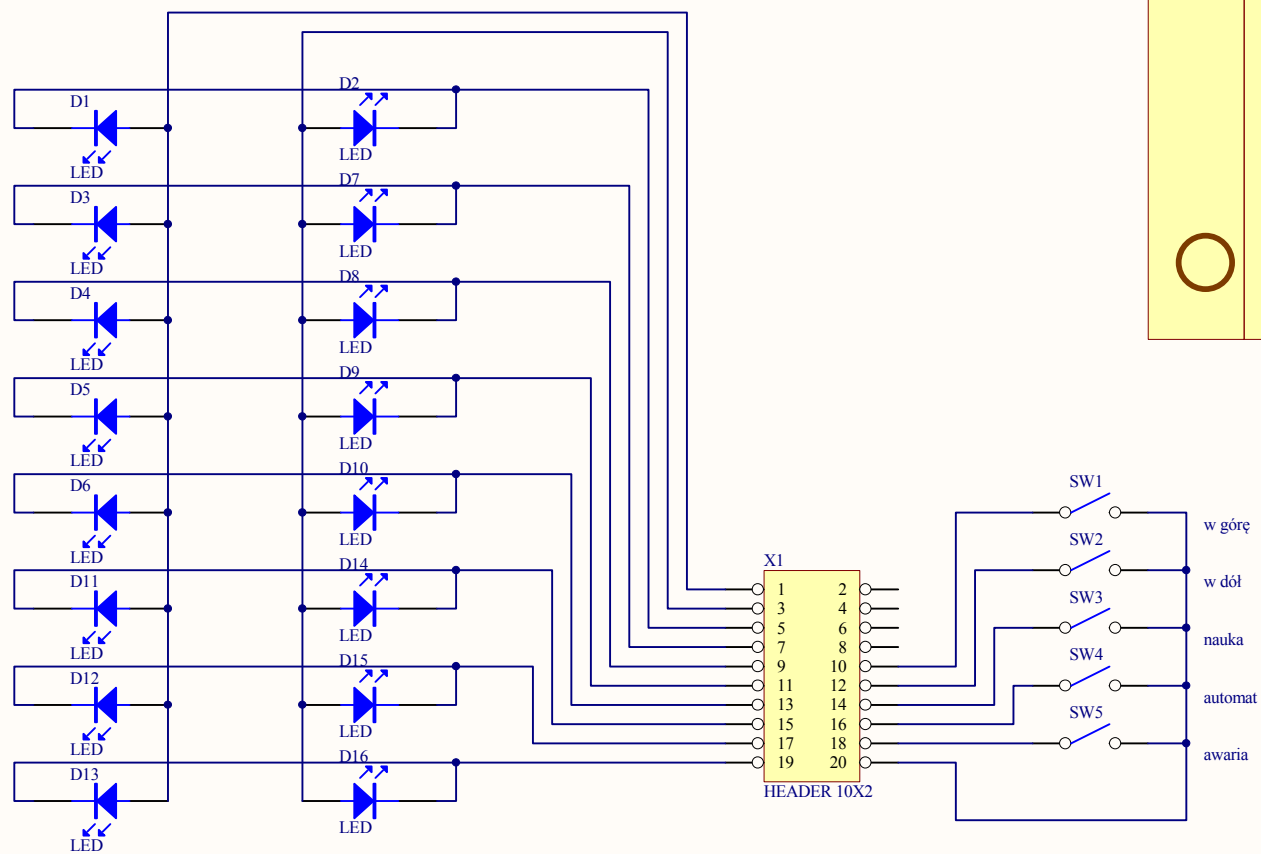 D1
LED
D2
LED
D3
LED
D7
LED
D4
LED
D8
LED
D5
LED
D9
LED
D6
LED
D10
LED
D11
LED
D14
LED
D12
LED
D15
LED
D13
LED
D16
LED
X1
1 2
3 4
5 6
7 8
9 10
11 12
13 14
15 16
17 18
19 20
HEADER 10X2
SW1
w górę
SW2
w dół
SW3
nauka
SW4
automat
SW5
awaria